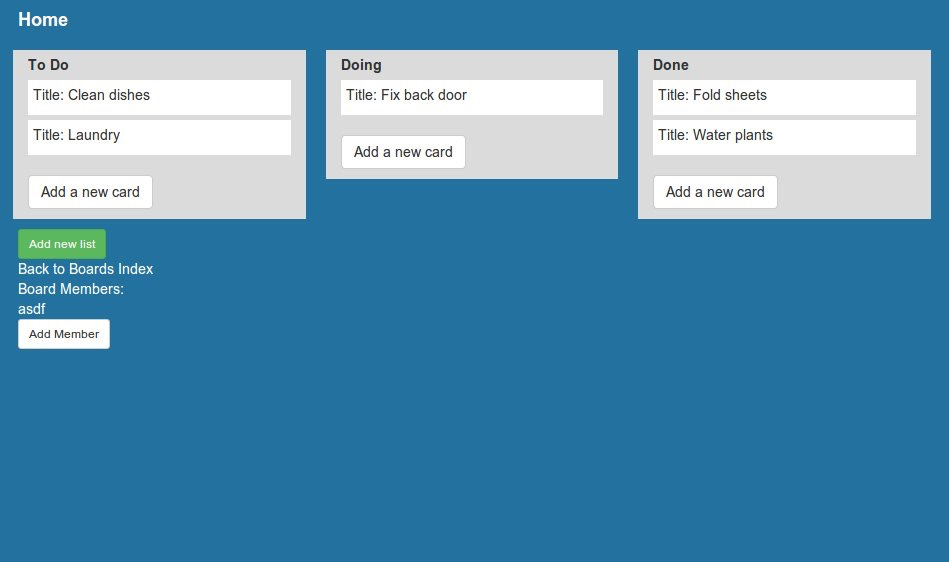 Home
To Do
Title: Clean dishes
Title: Laundry
Add a new card
Doing
Title: Fix back door
Add a new card
Done
Title: Fold sheets
Title: Water plants
Add a new card
Add new list
Back to Boards Index
Board Members:
asdf
Add Member